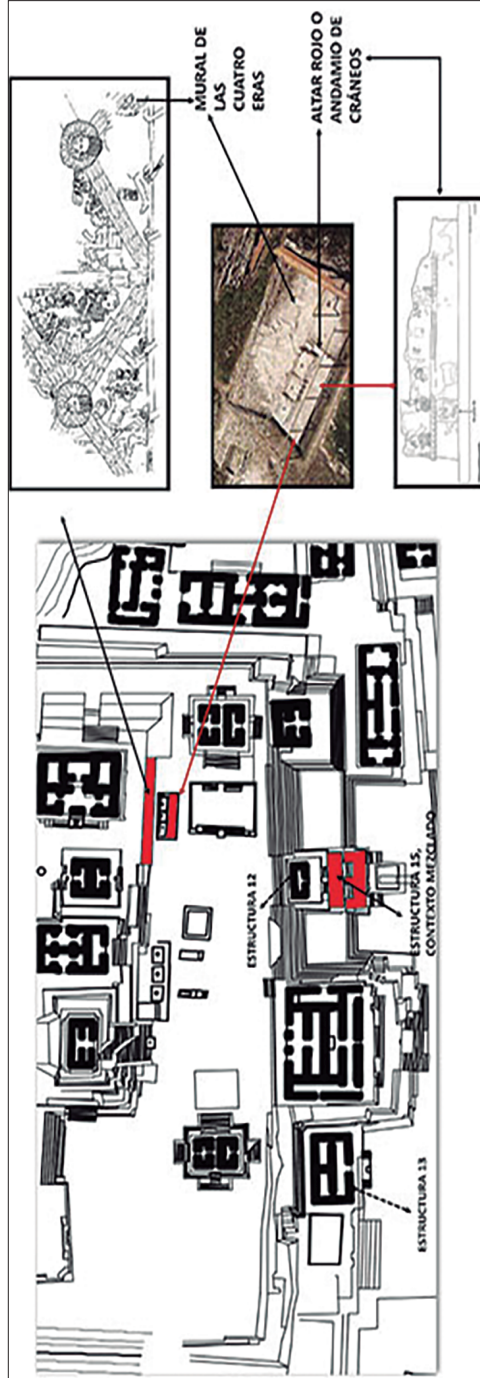 MURAL DE
LAS
CUATRO
ERAS
ALTAR ROJO O
ANDAMIO DE
CRÁNEOS
ESTRUCTURA 12
ESTRUCTURA 15,
CONTEXTO MEZCLADO
ESTRUCTURA 13